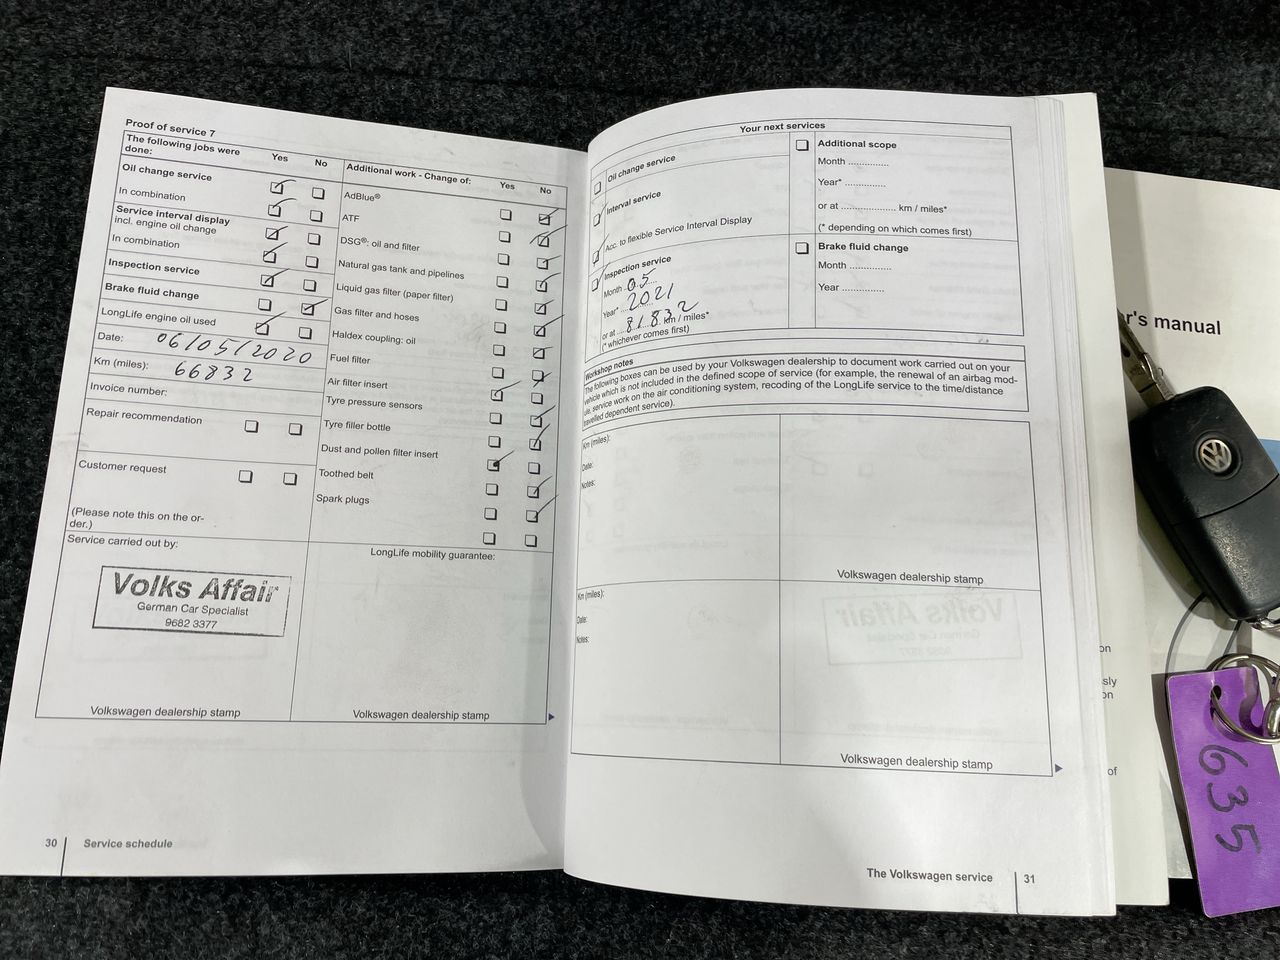 Proof of service 7
The following jobs were done:
Yes No
Oil change service
In combination
Service interval display
incl. engine oil change
In combination
Inspection service
Brake fluid change
LongLife engine oil used
Date: 06/05/2020
Km (miles): 66832
Invoice number:
Repair recommendation
Customer request
(Please note this on the or-
der.)
Additional work - Change of:
Yes No
AdBlue®
ATF
DSG®: oil and filter
Natural gas tank and pipelines
Liquid gas filter (paper filter)
Gas filter and hoses
Haldex coupling: oil
Fuel filter
Air filter insert
Tyre pressure sensors
Tyre filler bottle
Dust and pollen filter insert
Toothed belt
Spark plugs
Service carried out by:
Volks Affair
German Car Specialist
9682 3377
Volkswagen dealership stamp
LongLife mobility guarantee:
Volkswagen dealership stamp
30 Service schedule
Your next services
Oil change service
Interval service
Acc. to flexible Service Interval Display
Inspection service
Month 05
Year* 2021
or at 81832 km / miles*
(* whichever comes first)
Additional scope
Month ...............
Year* ...............
or at .................... km / miles*
(* depending on which comes first)
Brake fluid change
Month ...............
Year ...............
Workshop notes
The following boxes can be used by your Volkswagen dealership to document work carried out on your
vehicle which is not included in the defined scope of service (for example, the renewal of an airbag mod-
ule, service work on the air conditioning system, recoding of the LongLife service to the time/distance
travelled dependent service).
Km (miles):
Date:
Notes:
Volkswagen dealership stamp
Km (miles):
Date:
Notes:
Volkswagen dealership stamp
The Volkswagen service 31
r's manual
on
sly
on
of
635